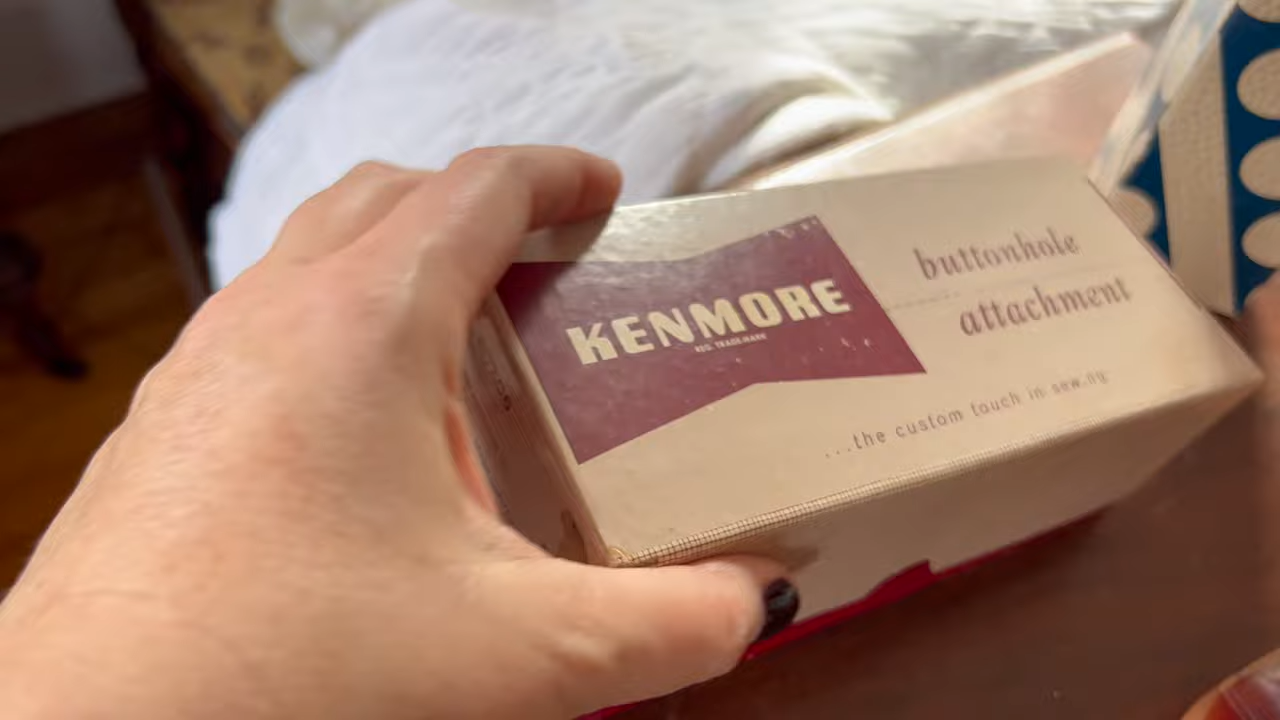 KENMORE
REG. TRADE-MARK
buttonhole
attachment
...the custom touch in sewing